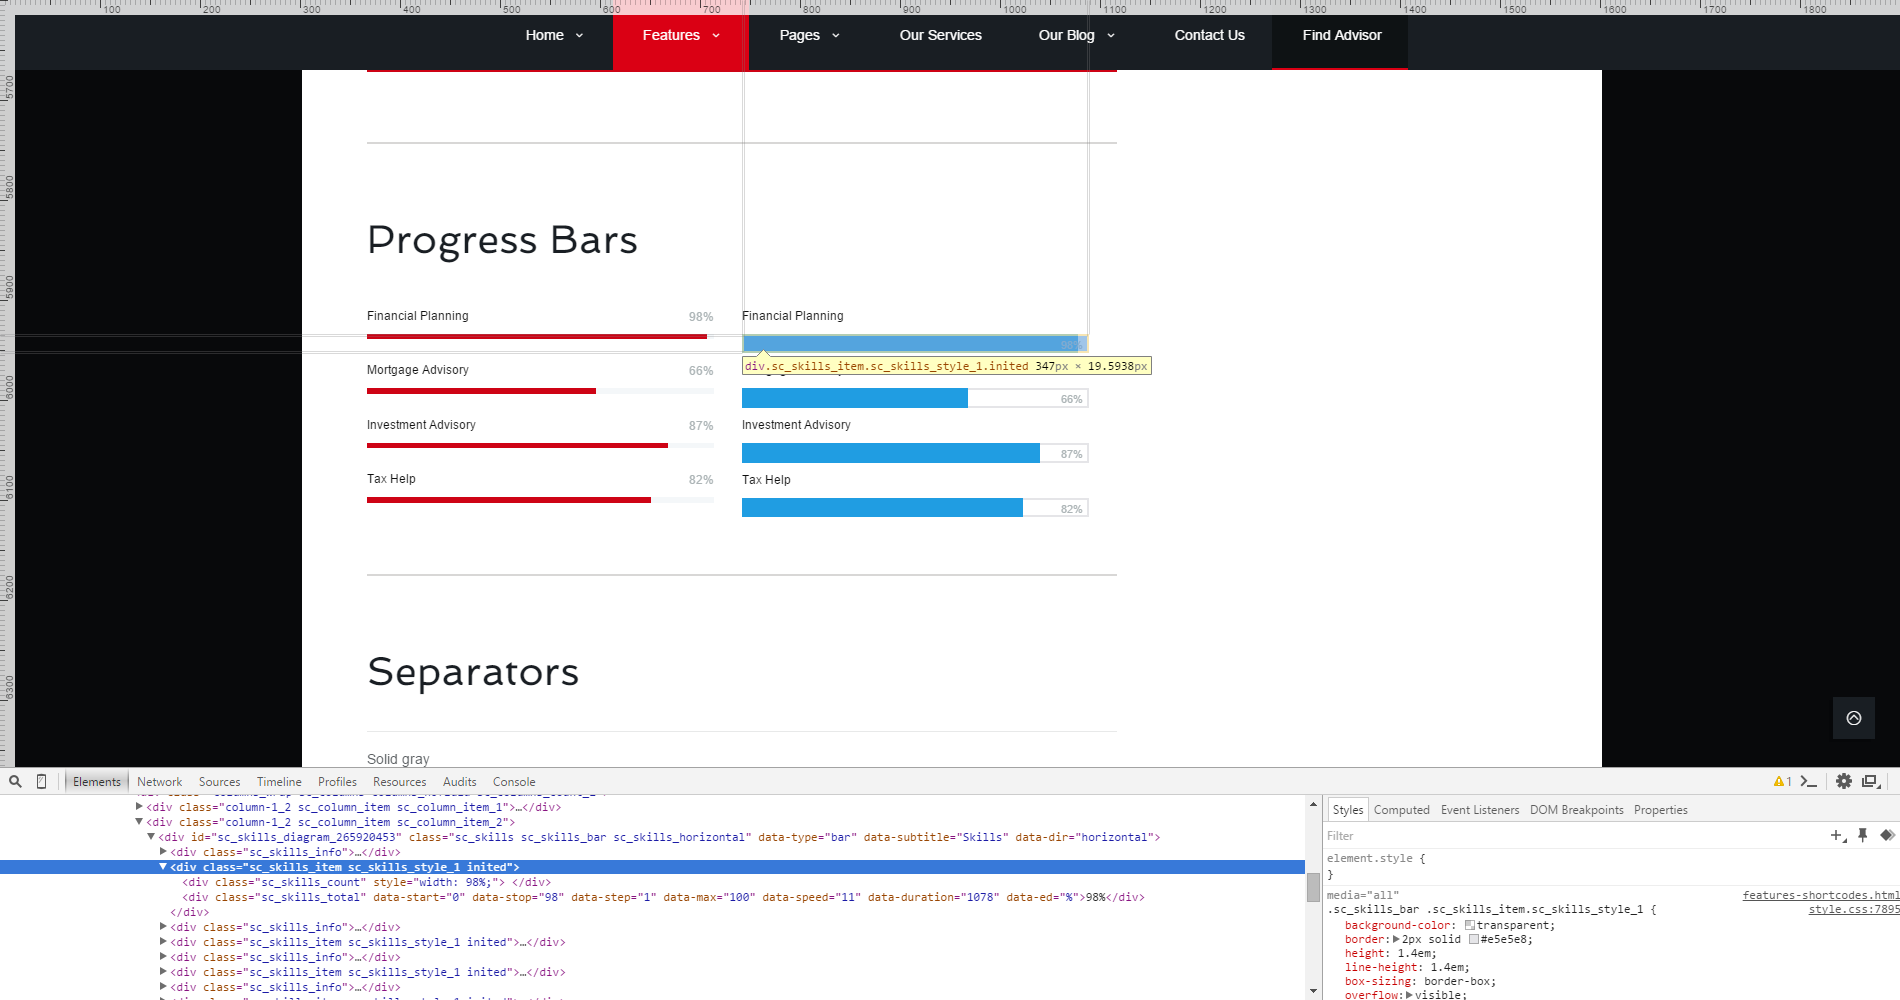 100 200 300 400 500 600 700 800 900 1000 1100 1200 1300 1400 1500 1600 1700 1800
Home Features Pages Our Services Our Blog Contact Us Find Advisor
5700
5800
5900
6000
6100
6200
6300
Progress Bars
Financial Planning 98%
Mortgage Advisory 66%
Investment Advisory 87%
Tax Help 82%
Financial Planning
98%
div.sc_skills_item.sc_skills_style_1.inited 347px × 19.5938px
66%
Investment Advisory
87%
Tax Help
82%
Separators
Solid gray
Elements Network Sources Timeline Profiles Resources Audits Console
1
<div class="column-1_2 sc_column_item sc_column_item_1">…</div>
<div class="column-1_2 sc_column_item sc_column_item_2">
<div id="sc_skills_diagram_265920453" class="sc_skills sc_skills_bar sc_skills_horizontal" data-type="bar" data-subtitle="Skills" data-dir="horizontal">
<div class="sc_skills_info">…</div>
<div class="sc_skills_item sc_skills_style_1 inited">
<div class="sc_skills_count" style="width: 98%;"> </div>
<div class="sc_skills_total" data-start="0" data-stop="98" data-step="1" data-max="100" data-speed="11" data-duration="1078" data-ed="%">98%</div>
</div>
<div class="sc_skills_info">…</div>
<div class="sc_skills_item sc_skills_style_1 inited">…</div>
<div class="sc_skills_info">…</div>
<div class="sc_skills_item sc_skills_style_1 inited">…</div>
<div class="sc_skills_info">…</div>
Styles Computed Event Listeners DOM Breakpoints Properties
Filter
element.style {
}
media="all" features-shortcodes.html
.sc_skills_bar .sc_skills_item.sc_skills_style_1 { style.css:7895
background-color: transparent;
border: 2px solid #e5e5e8;
height: 1.4em;
line-height: 1.4em;
box-sizing: border-box;
overflow: visible;